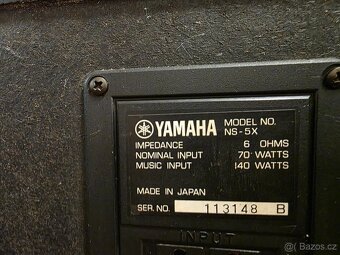 YAMAHA MODEL NO. NS-5X
IMPEDANCE 6 OHMS
NOMINAL INPUT 70 WATTS
MUSIC INPUT 140 WATTS
MADE IN JAPAN
SER. NO. 113148 B
INPUT
Bazos.cz